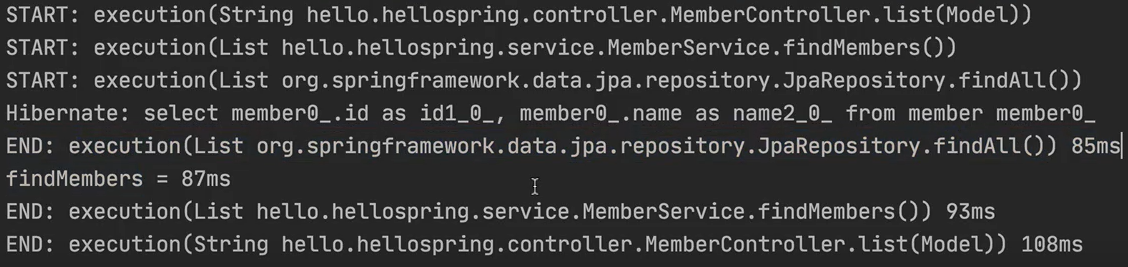 START: execution(String hello.hellospring.controller.MemberController.list(Model))
START: execution(List hello.hellospring.service.MemberService.findMembers())
START: execution(List org.springframework.data.jpa.repository.JpaRepository.findAll())
Hibernate: select member0_.id as id1_0_, member0_.name as name2_0_ from member member0_
END: execution(List org.springframework.data.jpa.repository.JpaRepository.findAll()) 85ms
findMembers = 87ms
END: execution(List hello.hellospring.service.MemberService.findMembers()) 93ms
END: execution(String hello.hellospring.controller.MemberController.list(Model)) 108ms